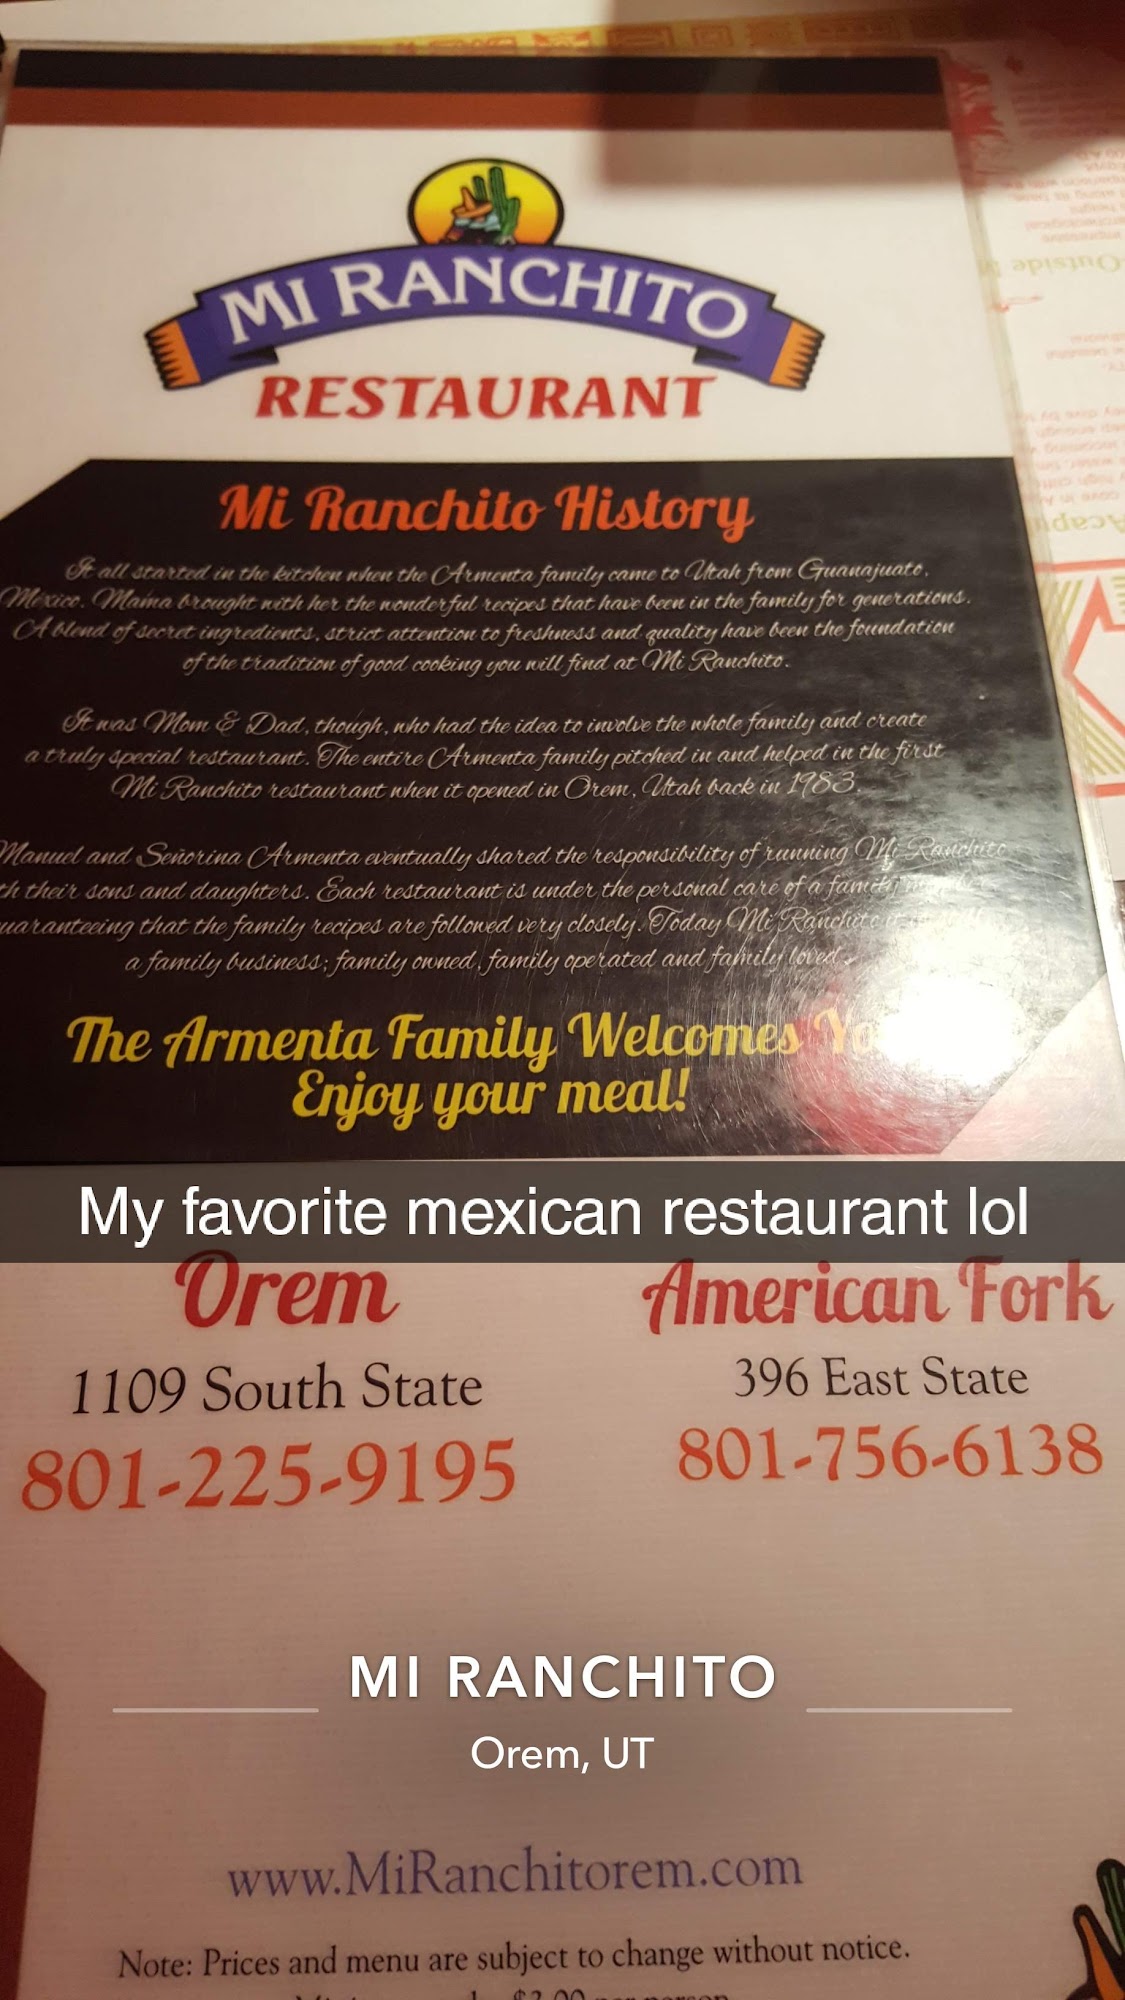 MI RANCHITO
RESTAURANT
Mi Ranchito History
It all started in the kitchen when the Armenta family came to Utah from Guanajuato,
Mexico. Mama brought with her the wonderful recipes that have been in the family for generations.
A blend of secret ingredients, strict attention to freshness and quality have been the foundation
of the tradition of good cooking you will find at Mi Ranchito.
It was Mom & Dad, though, who had the idea to involve the whole family and create
a truly special restaurant. The entire Armenta family pitched in and helped in the first
Mi Ranchito restaurant when it opened in Orem, Utah back in 1983.
Manuel and Señorina Armenta eventually shared the responsibility of running Mi Ranchito
their sons and daughters. Each restaurant is under the personal care of a family
that the family recipes are followed very closely. Today Mi Ranchito
a family business; family owned, family operated and family loved.
The Armenta Family Welcomes
Enjoy your meal!
My favorite mexican restaurant lol
Orem
1109 South State
801-225-9195
American Fork
396 East State
801-756-6138
MI RANCHITO
Orem, UT
www.MiRanchitorem.com
Note: Prices and menu are subject to change without notice.